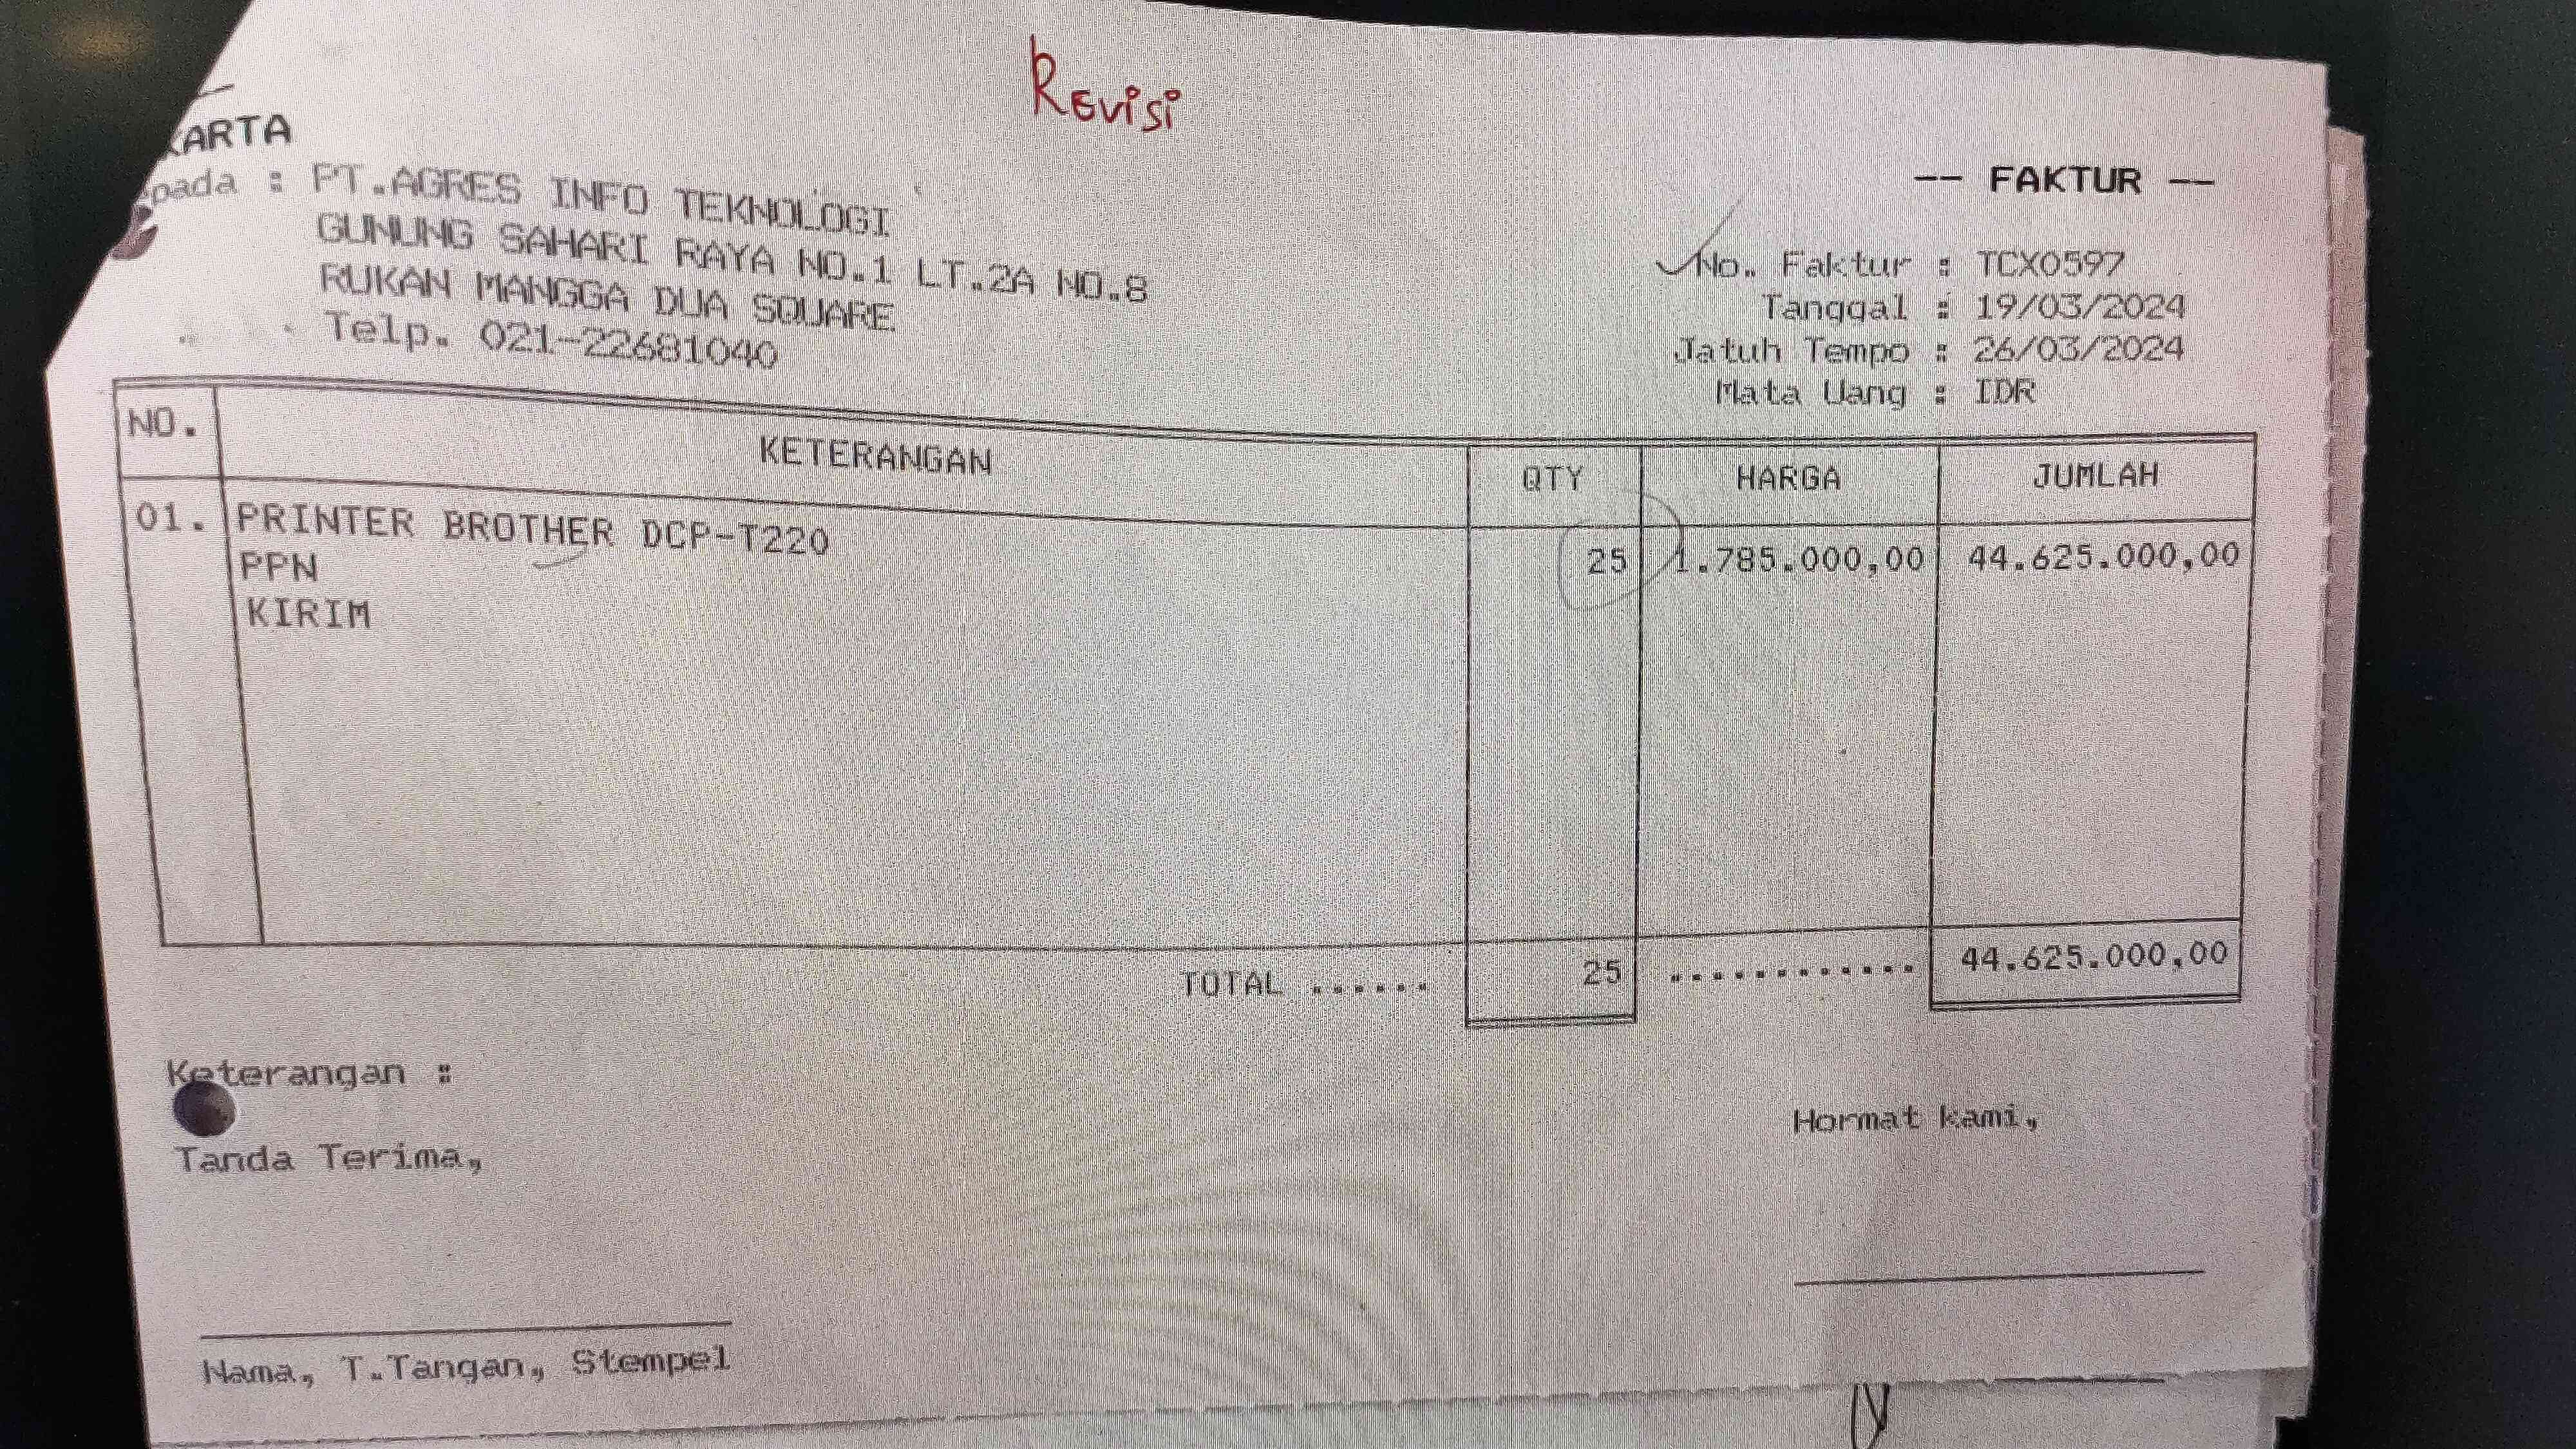 Revisi
KARTA
-- FAKTUR --
pada : PT.AGRES INFO TEKNOLOGI
GUNUNG SAHARI RAYA NO.1 LT.2A NO.8
RUKAN MANGGA DUA SQUARE
Telp. 021-22681040
No. Faktur : TCX0597
Tanggal : 19/03/2024
Jatuh Tempo : 26/03/2024
Mata Uang : IDR
NO. KETERANGAN QTY HARGA JUMLAH
01. PRINTER BROTHER DCP-T220 25 1.785.000,00 44.625.000,00
PPN
KIRIM
TOTAL ...... 25 ............ 44.625.000,00
Keterangan :
Tanda Terima,
Hormat kami,
Nama, T.Tangan, Stempel